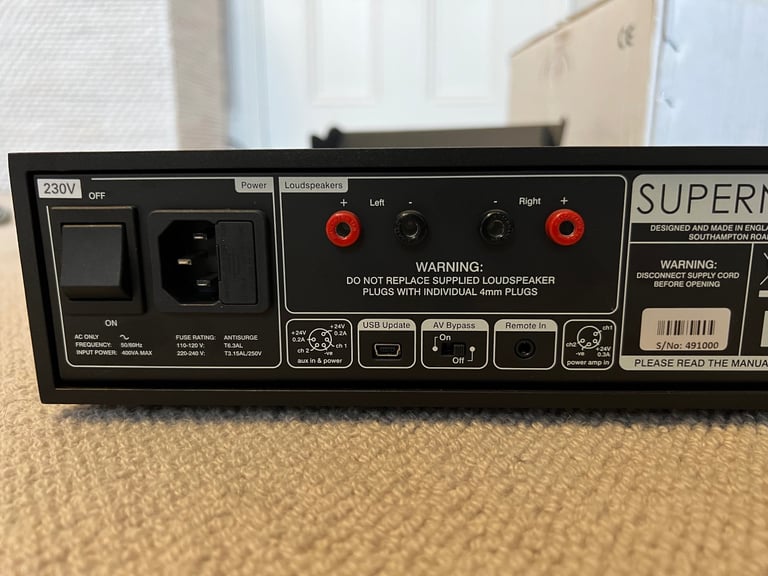 230V
OFF
Power
ON
AC ONLY
FREQUENCY: 50/60Hz
INPUT POWER: 400VA MAX
FUSE RATING: ANTISURGE
110-120 V: T6.3AL
220-240 V: T3.15AL/250V
Loudspeakers
+ Left -
- Right +
WARNING:
DO NOT REPLACE SUPPLIED LOUDSPEAKER
PLUGS WITH INDIVIDUAL 4mm PLUGS
+24V
0.2A
+24V
0.2A
ch 2
ch 1
-ve
aux in & power
USB Update
AV Bypass
On
Off
Remote In
ch1
ch2
+24V
0.3A
-ve
power amp in
SUPERN
DESIGNED AND MADE IN ENGLA
SOUTHAMPTON ROA
WARNING:
DISCONNECT SUPPLY CORD
BEFORE OPENING
S/No: 491000
PLEASE READ THE MANUA
CE